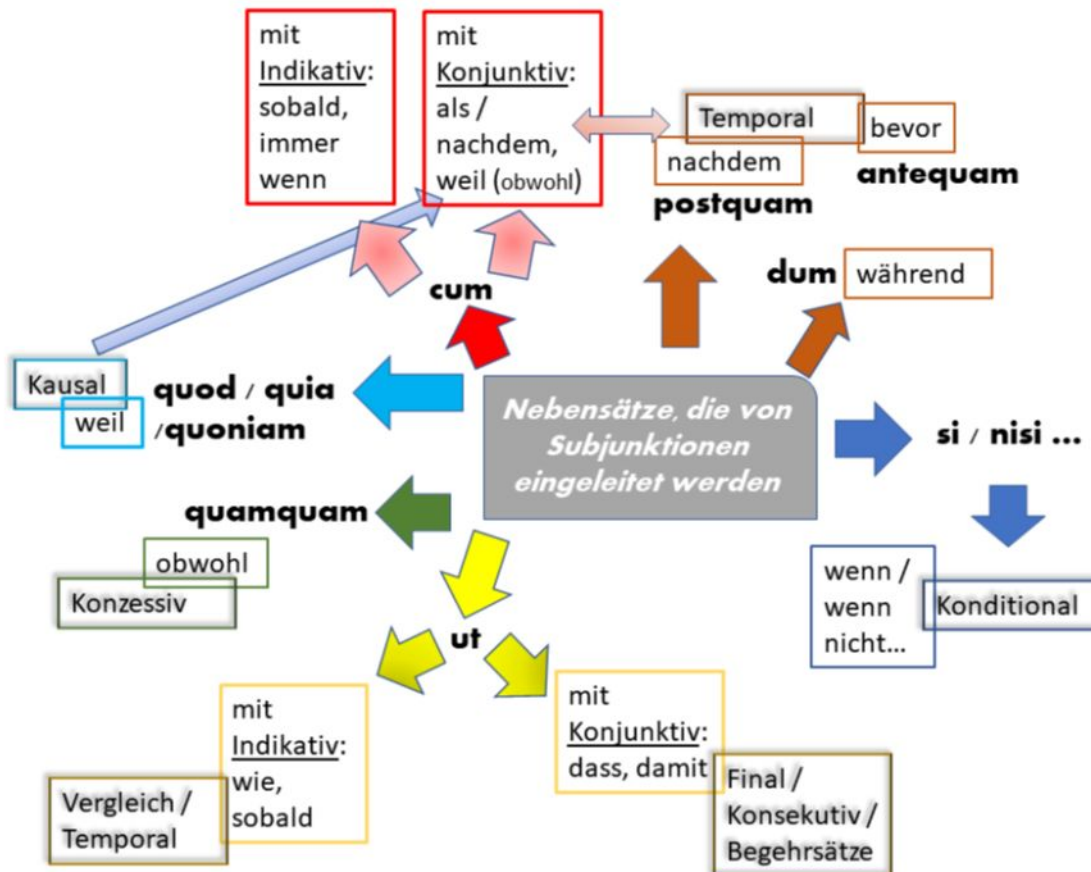 mit
Indikativ:
sobald,
immer
wenn
mit
Konjunktiv:
als /
nachdem,
weil (obwohl)
Temporal
bevor
nachdem
antequam
postquam
dum
während
cum
Kausal
weil
quod / quia
/quoniam
Nebensätze, die von
Subjunktionen
eingeleitet werden
si / nisi ...
quamquam
obwohl
Konzessiv
wenn /
wenn
nicht...
Konditional
ut
mit
Indikativ:
wie,
sobald
Vergleich /
Temporal
mit
Konjunktiv:
dass, damit
Final /
Konsekutiv /
Begehrsätze